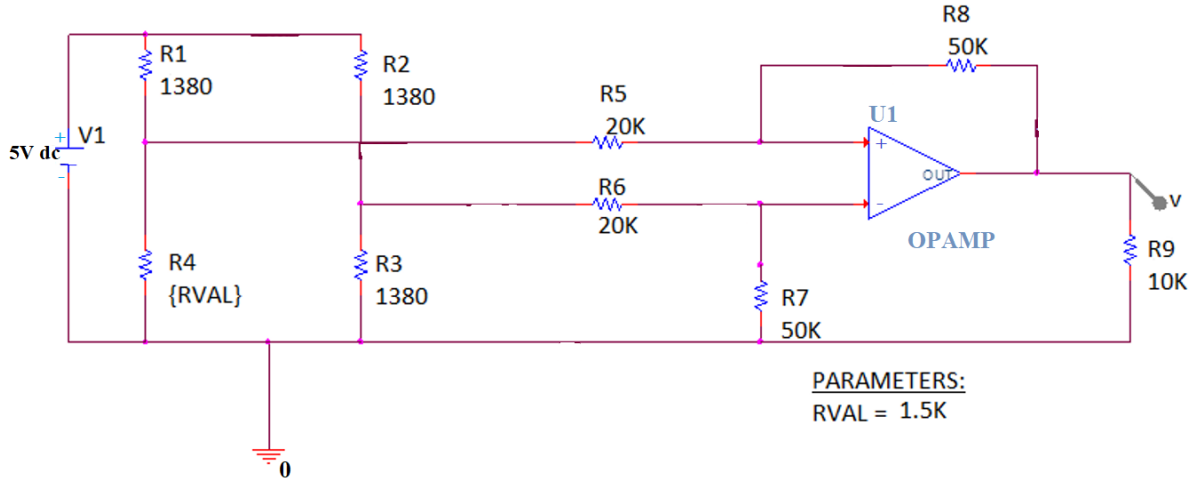 R8
50K
R1
1380
R2
1380
R5
20K
U1
+
V1
5V dc
+
-
OUT
-
V
R6
20K
OPAMP
R4
{RVAL}
R3
1380
R7
50K
R9
10K
PARAMETERS:
RVAL = 1.5K
0